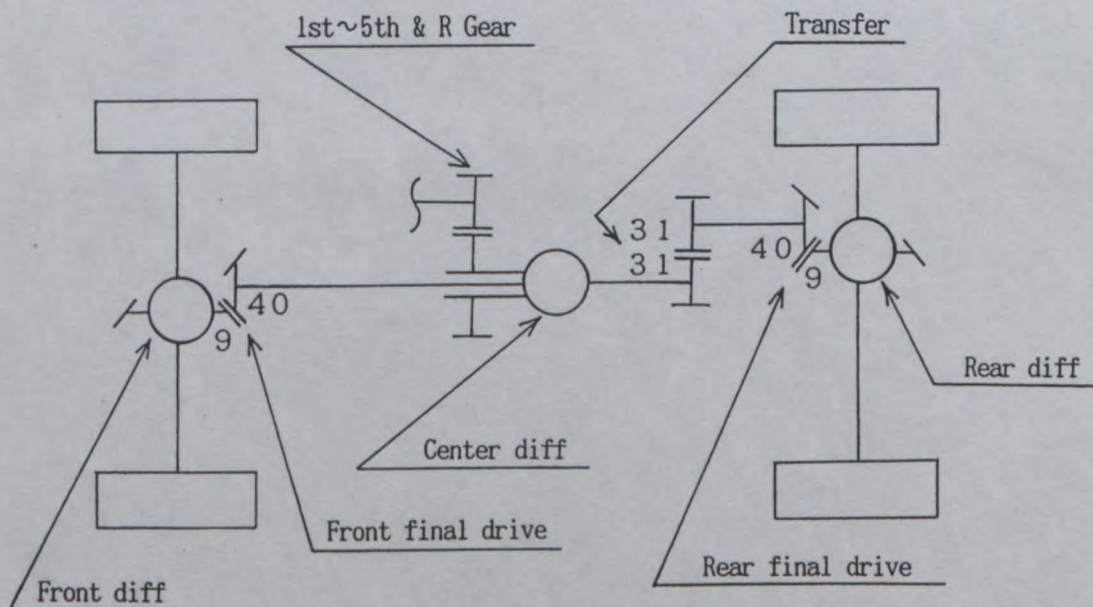 1st~5th & R Gear
Transfer
31
31
40
9
40
9
Rear diff
Center diff
Front final drive
Rear final drive
Front diff